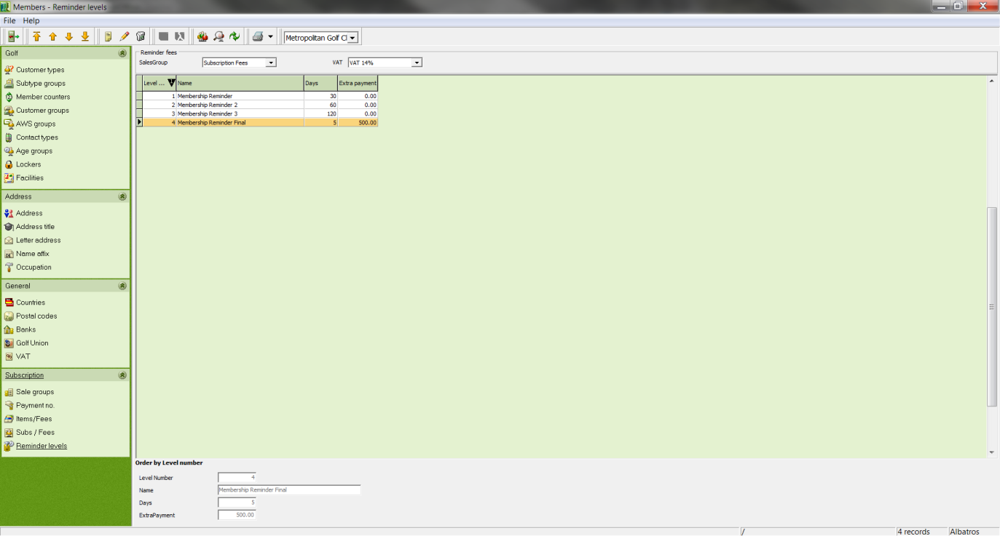 Members - Reminder levels
File Help
Metropolitan Golf Cl
Golf
Customer types
Subtype groups
Member counters
Customer groups
AWS groups
Contact types
Age groups
Lockers
Facilities
Address
Address
Address title
Letter address
Name affix
Occupation
General
Countries
Postal codes
Banks
Golf Union
VAT
Subscription
Sale groups
Payment no.
Items/Fees
Subs / Fees
Reminder levels
Reminder fees
SalesGroup Subscription Fees VAT VAT 14%
Level ... Name Days Extra payment
1 Membership Reminder 30 0.00
2 Membership Reminder 2 60 0.00
3 Membership Reminder 3 120 0.00
4 Membership Reminder Final 5 500.00
Order by Level number
Level Number 4
Name Membership Reminder Final
Days 5
ExtraPayment 500.00
/ 4 records Albatros